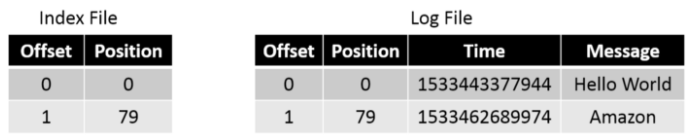 Index File
Log File
Offset Position
Offset Position Time Message
0 0
0 0 1533443377944 Hello World
1 79
1 79 1533462689974 Amazon